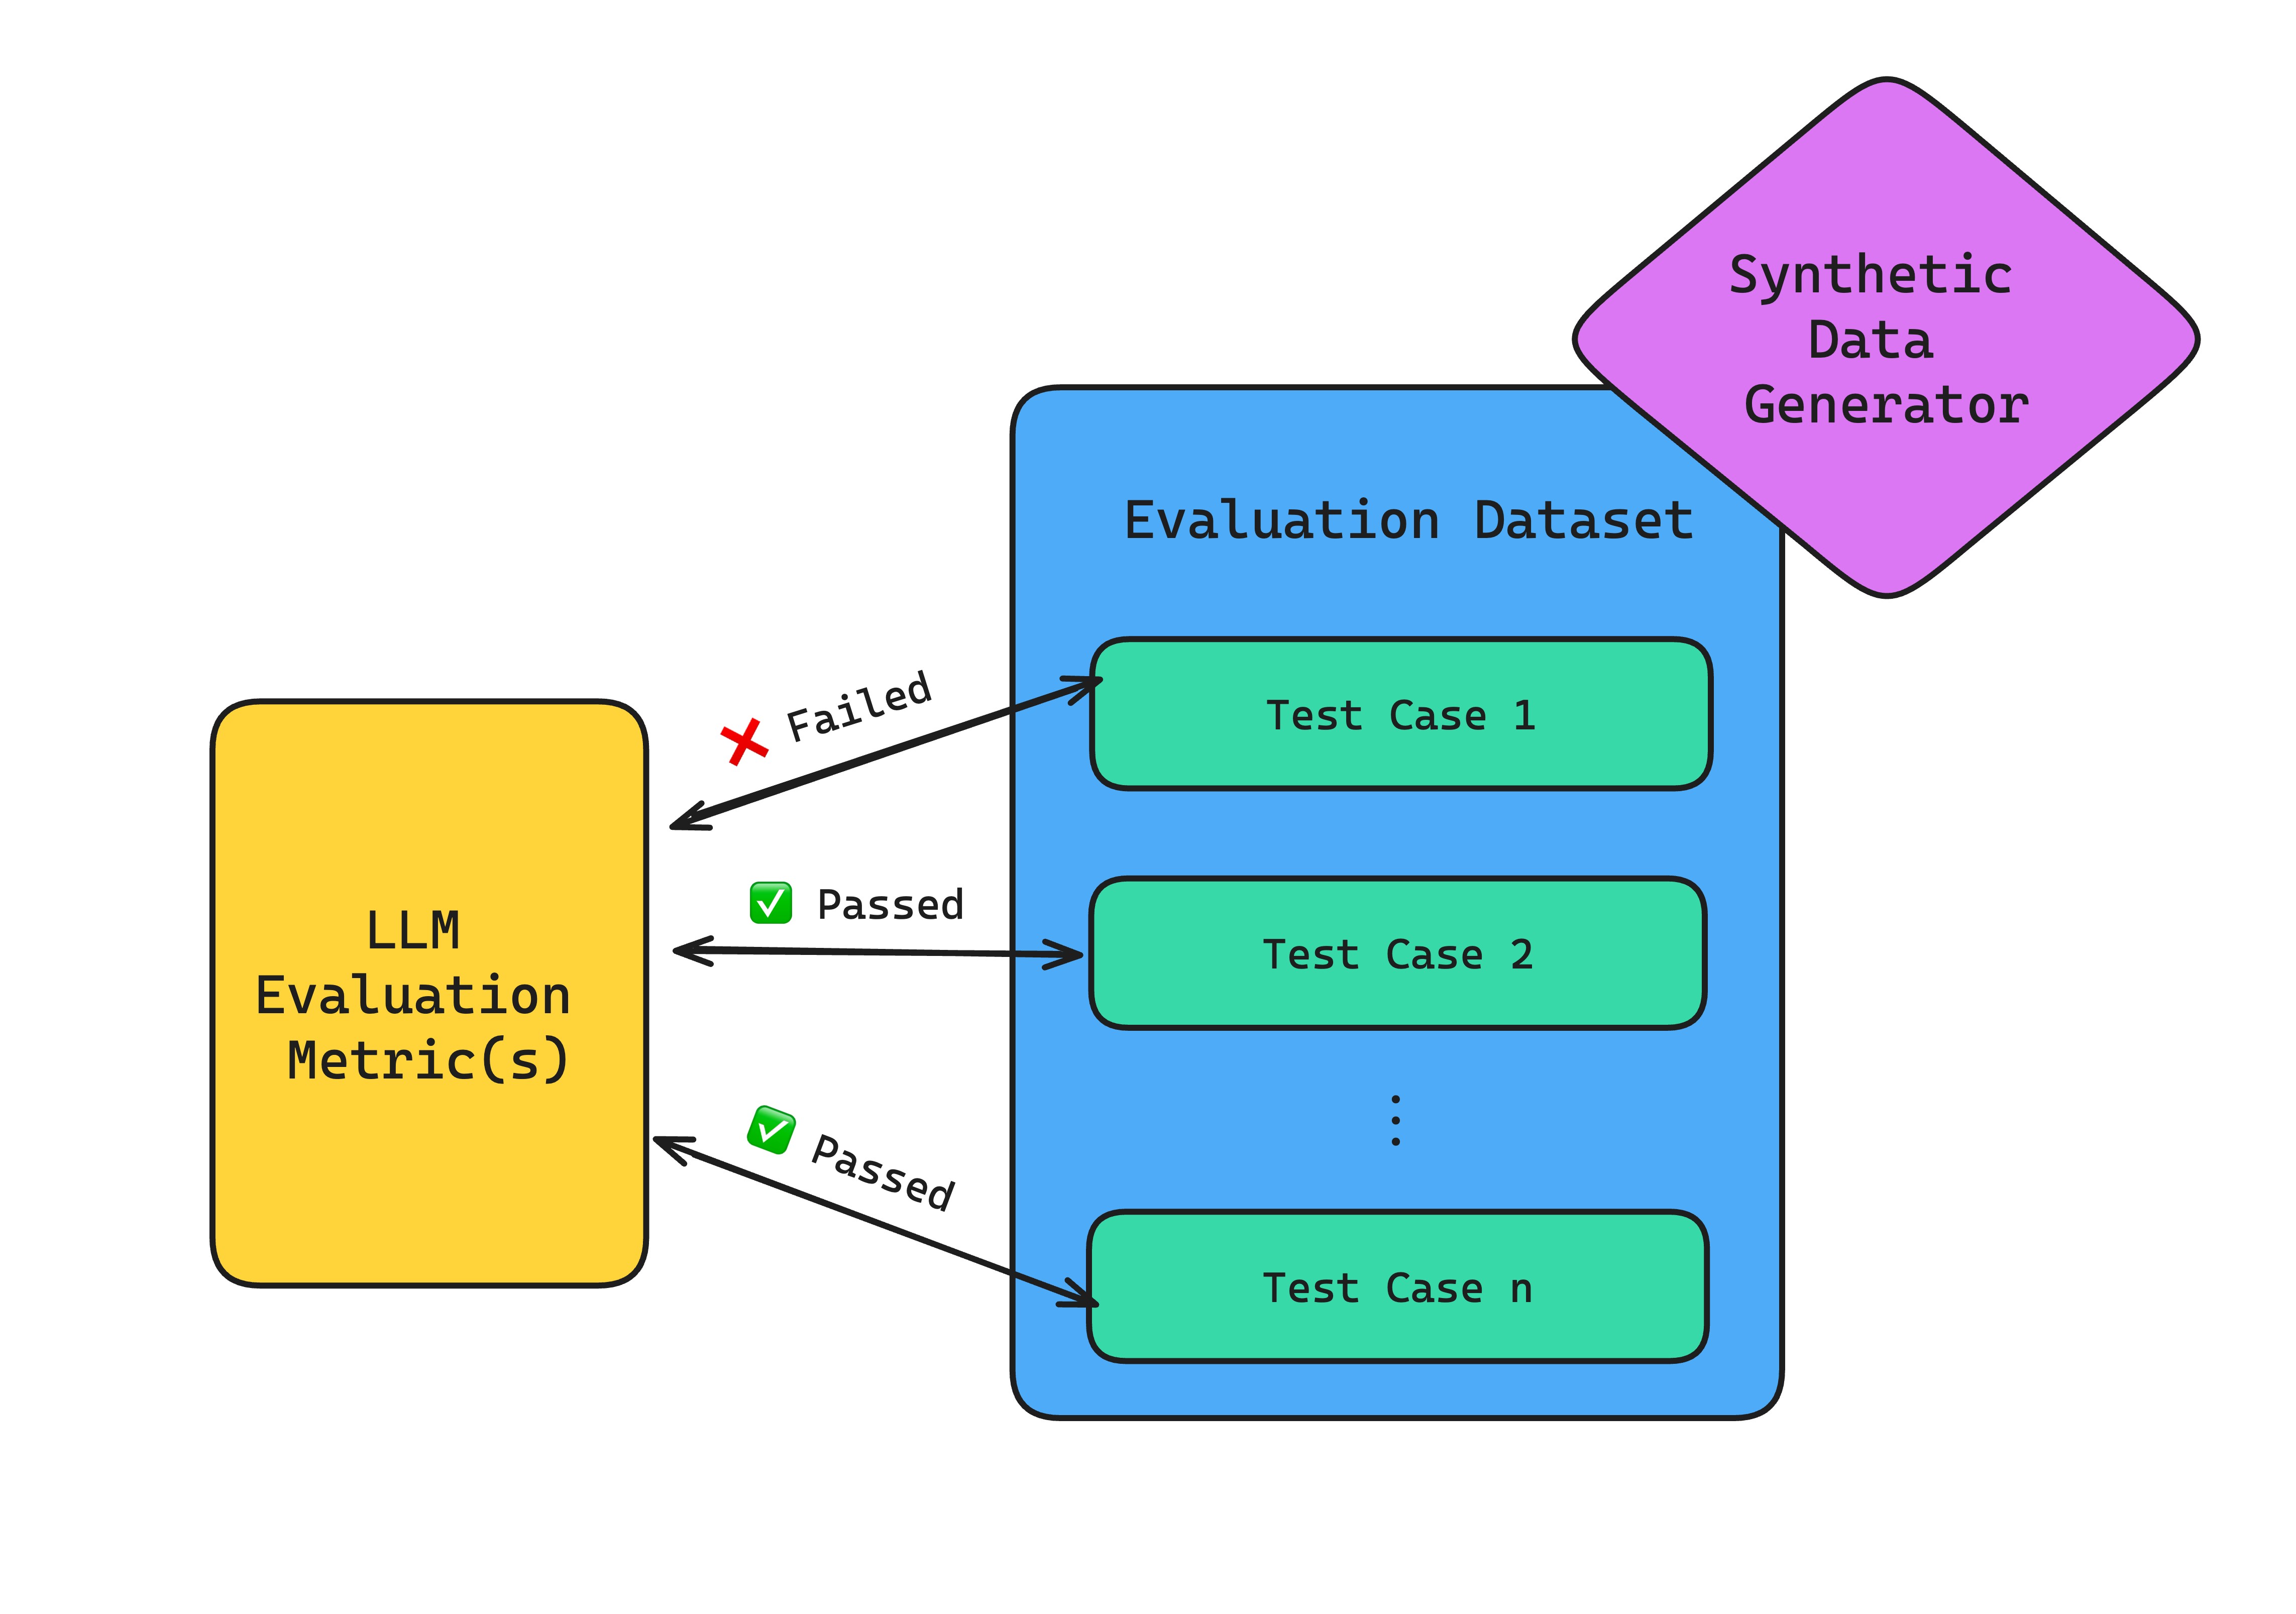 Synthetic
Data
Generator
Evaluation Dataset
Failed
Test Case 1
Passed
Test Case 2
LLM
Evaluation
Metric(s)
Passed
Test Case n